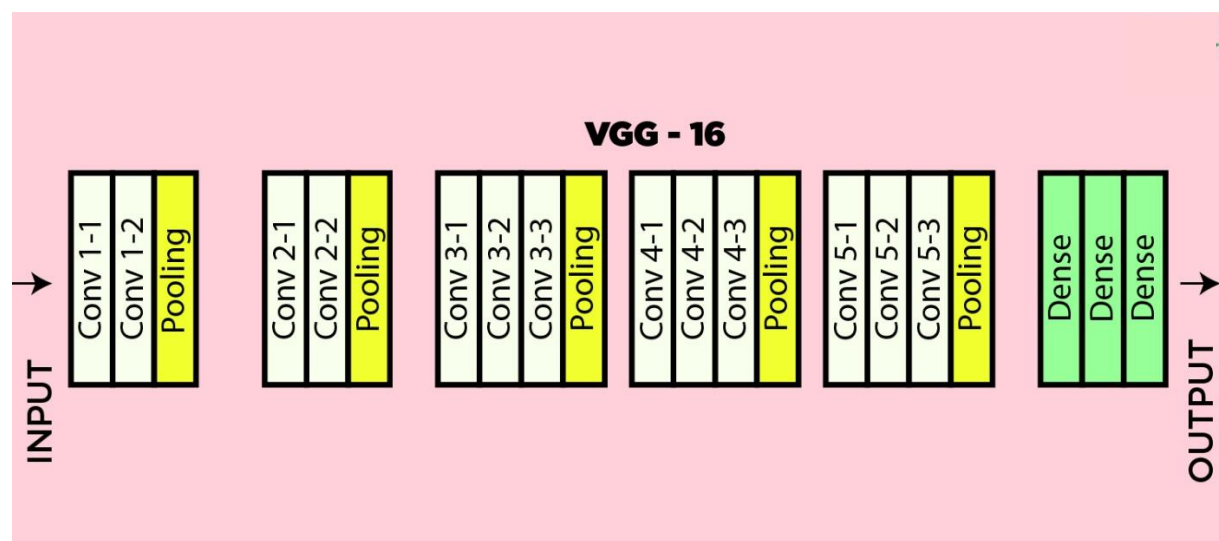 VGG - 16
INPUT
Conv 1-1
Conv 1-2
Pooling
Conv 2-1
Conv 2-2
Pooling
Conv 3-1
Conv 3-2
Conv 3-3
Pooling
Conv 4-1
Conv 4-2
Conv 4-3
Pooling
Conv 5-1
Conv 5-2
Conv 5-3
Pooling
Dense
Dense
Dense
OUTPUT